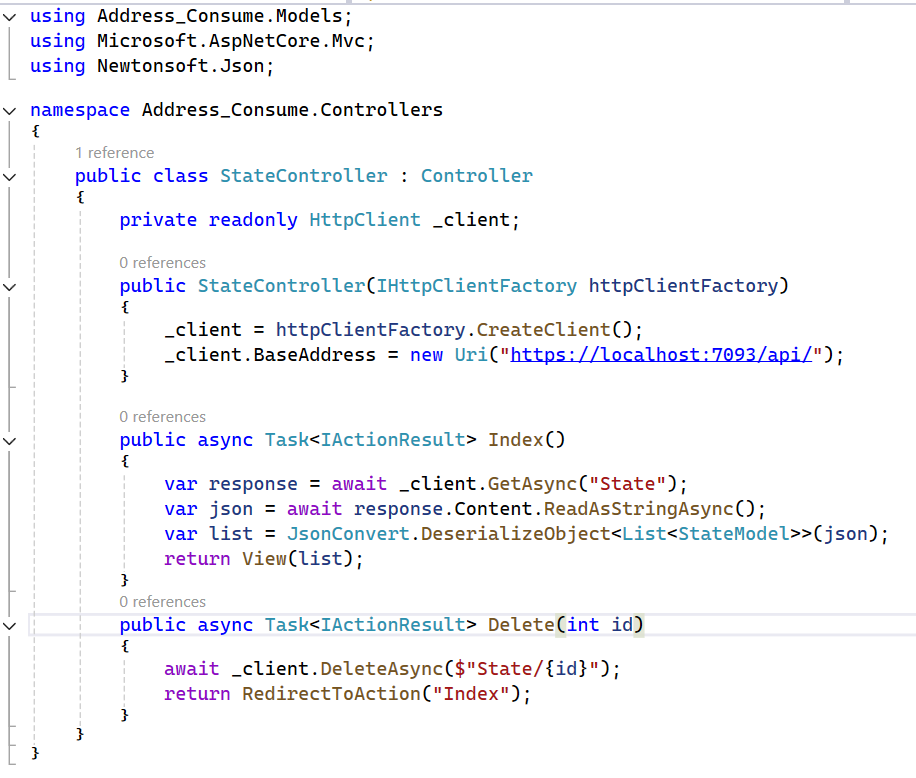 using Address_Consume.Models;
using Microsoft.AspNetCore.Mvc;
using Newtonsoft.Json;

namespace Address_Consume.Controllers
{
    1 reference
    public class StateController : Controller
    {
        private readonly HttpClient _client;

        0 references
        public StateController(IHttpClientFactory httpClientFactory)
        {
            _client = httpClientFactory.CreateClient();
            _client.BaseAddress = new Uri("https://localhost:7093/api/");
        }

        0 references
        public async Task<IActionResult> Index()
        {
            var response = await _client.GetAsync("State");
            var json = await response.Content.ReadAsStringAsync();
            var list = JsonConvert.DeserializeObject<List<StateModel>>(json);
            return View(list);
        }
        0 references
        public async Task<IActionResult> Delete(int id)
        {
            await _client.DeleteAsync($"State/{id}");
            return RedirectToAction("Index");
        }
    }
}